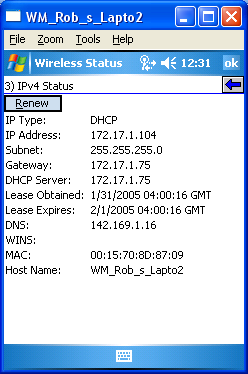 WM_Rob_s_Lapto2
File Zoom Tools Help
Wireless Status 12:31 ok
3) IPv4 Status
Renew
IP Type: DHCP
IP Address: 172.17.1.104
Subnet: 255.255.255.0
Gateway: 172.17.1.75
DHCP Server: 172.17.1.75
Lease Obtained: 1/31/2005 04:00:16 GMT
Lease Expires: 2/1/2005 04:00:16 GMT
DNS: 142.169.1.16
WINS:
MAC: 00:15:70:8D:87:09
Host Name: WM_Rob_s_Lapto2